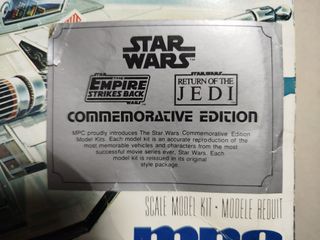 STAR
WARS
STAR WARS
THE
EMPIRE
STRIKES BACK
STAR WARS
RETURN OF THE
JEDI
COMMEMORATIVE EDITION
MPC proudly introduces The Star Wars Commemorative Edition
Model Kits. Each model kit is an accurate reproduction of the
most memorable vehicles and characters from the most
successful movie series ever, Star Wars. Each
model kit is reissued in its original
style package.
SCALE MODEL KIT • MODELE REDUIT
mpc